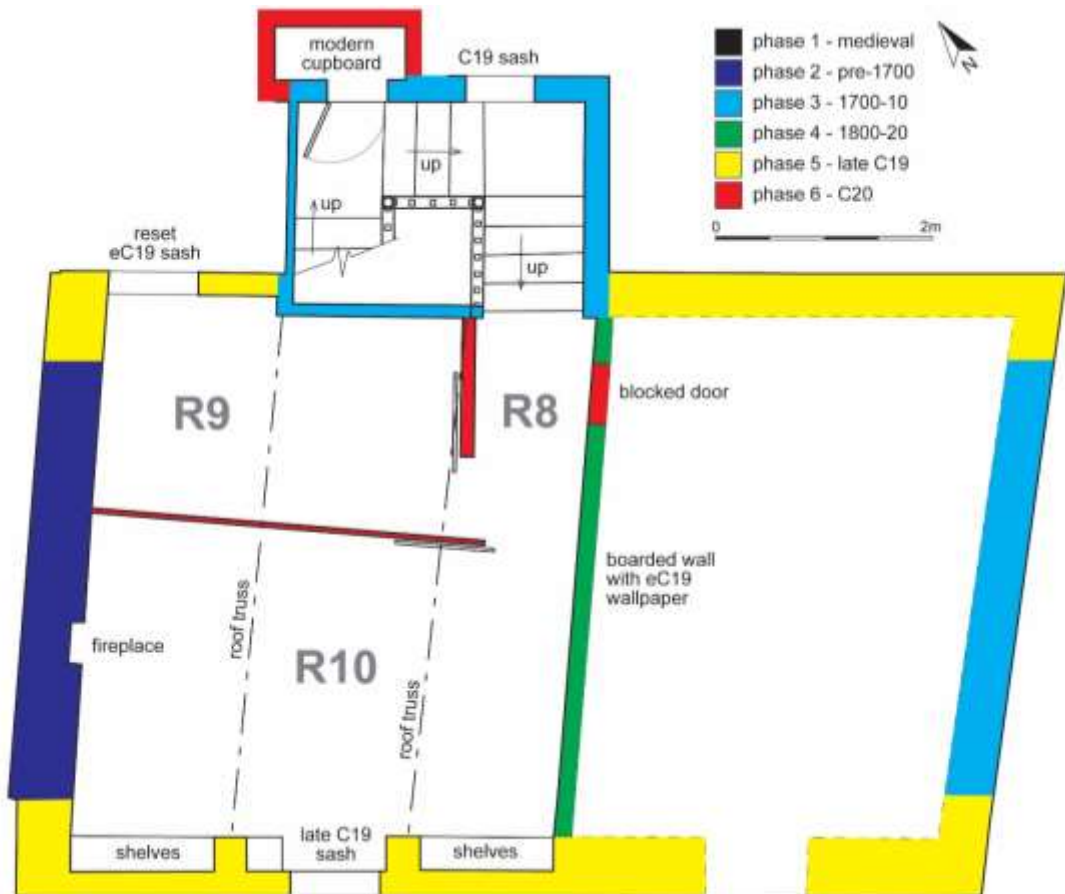 modern
cupboard
C19 sash
phase 1 - medieval
phase 2 - pre-1700
phase 3 - 1700-10
phase 4 - 1800-20
phase 5 - late C19
phase 6 - C20
N
0 2m
up
up
up
reset
eC19 sash
R9
R8
blocked door
boarded wall
with eC19
wallpaper
fireplace
roof truss
R10
roof truss
late C19
sash
shelves
shelves